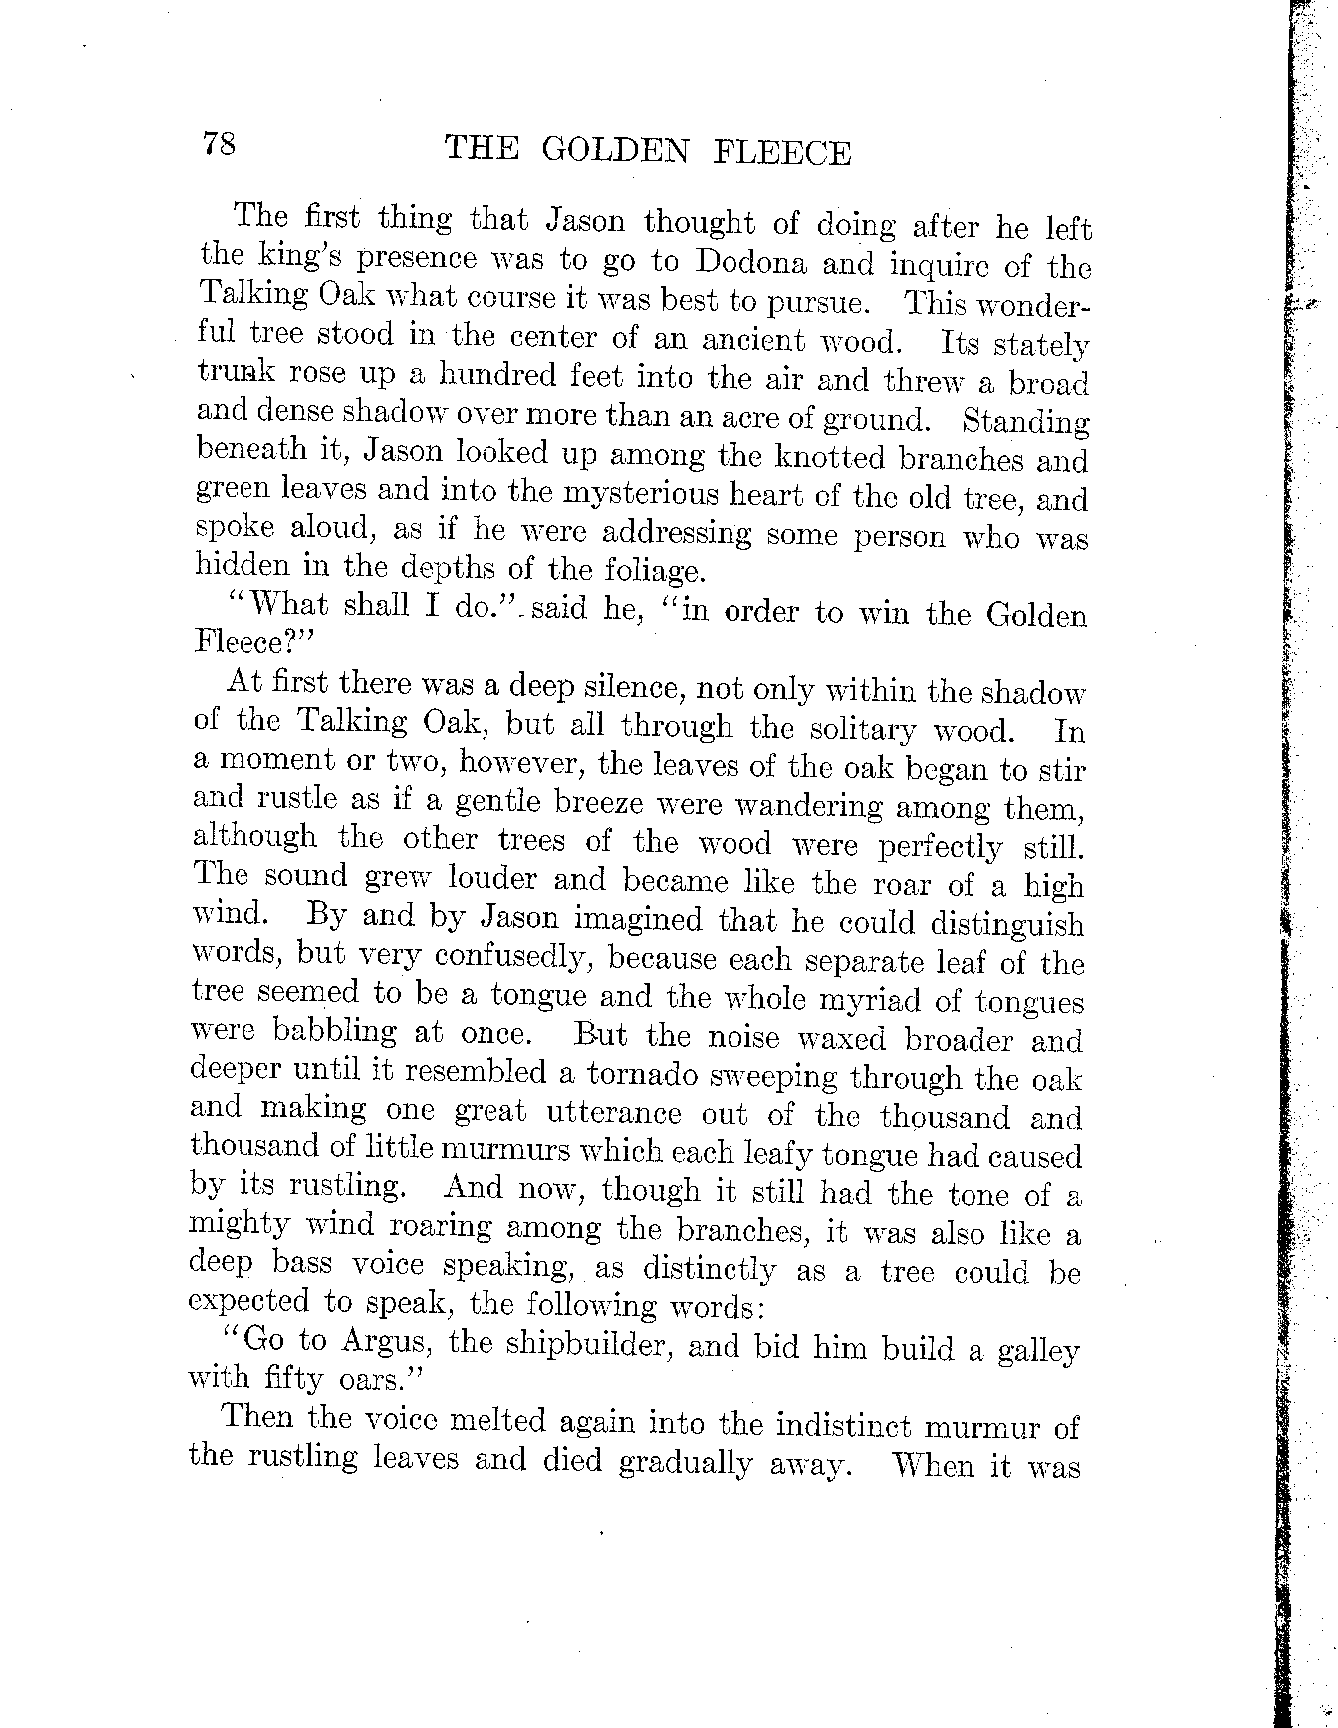 78 THE GOLDEN FLEECE
The first thing that Jason thought of doing after he left
the king's presence was to go to Dodona and inquire of the
Talking Oak what course it was best to pursue. This wonder-
ful tree stood in the center of an ancient wood. Its stately
trunk rose up a hundred feet into the air and threw a broad
and dense shadow over more than an acre of ground. Standing
beneath it, Jason looked up among the knotted branches and
green leaves and into the mysterious heart of the old tree, and
spoke aloud, as if he were addressing some person who was
hidden in the depths of the foliage.
"What shall I do." said he, "in order to win the Golden
Fleece?"
At first there was a deep silence, not only within the shadow
of the Talking Oak, but all through the solitary wood. In
a moment or two, however, the leaves of the oak began to stir
and rustle as if a gentle breeze were wandering among them,
although the other trees of the wood were perfectly still.
The sound grew louder and became like the roar of a high
wind. By and by Jason imagined that he could distinguish
words, but very confusedly, because each separate leaf of the
tree seemed to be a tongue and the whole myriad of tongues
were babbling at once. But the noise waxed broader and
deeper until it resembled a tornado sweeping through the oak
and making one great utterance out of the thousand and
thousand of little murmurs which each leafy tongue had caused
by its rustling. And now, though it still had the tone of a
mighty wind roaring among the branches, it was also like a
deep bass voice speaking, as distinctly as a tree could be
expected to speak, the following words:
"Go to Argus, the shipbuilder, and bid him build a galley
with fifty oars."
Then the voice melted again into the indistinct murmur of
the rustling leaves and died gradually away. When it was